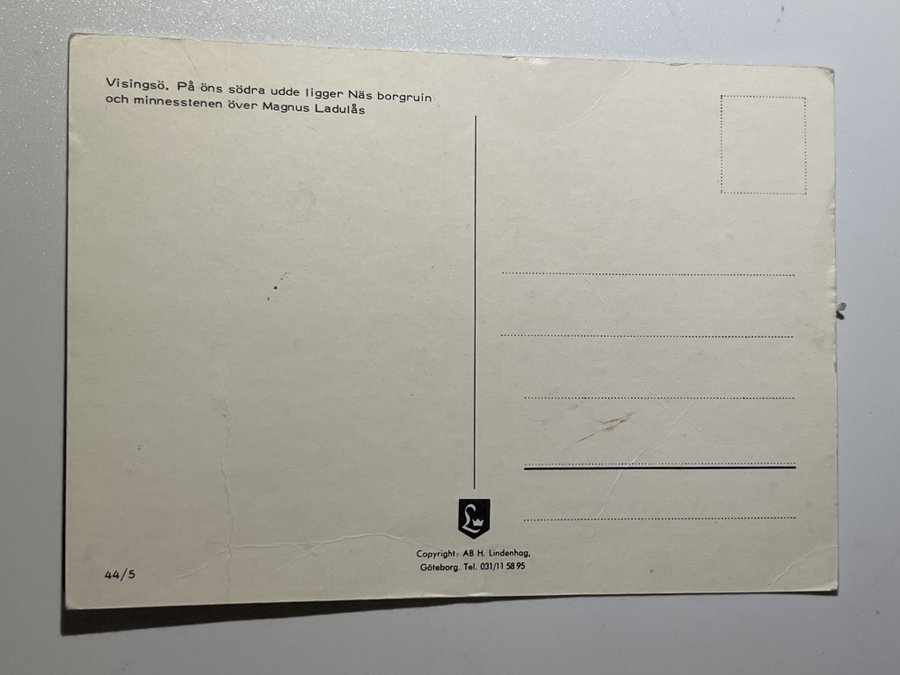 Visingsö. På öns södra udde ligger Näs borgruin
och minnesstenen över Magnus Ladulås
L
Copyright: AB H. Lindenhag,
Göteborg. Tel. 031/11 58 95
44/5